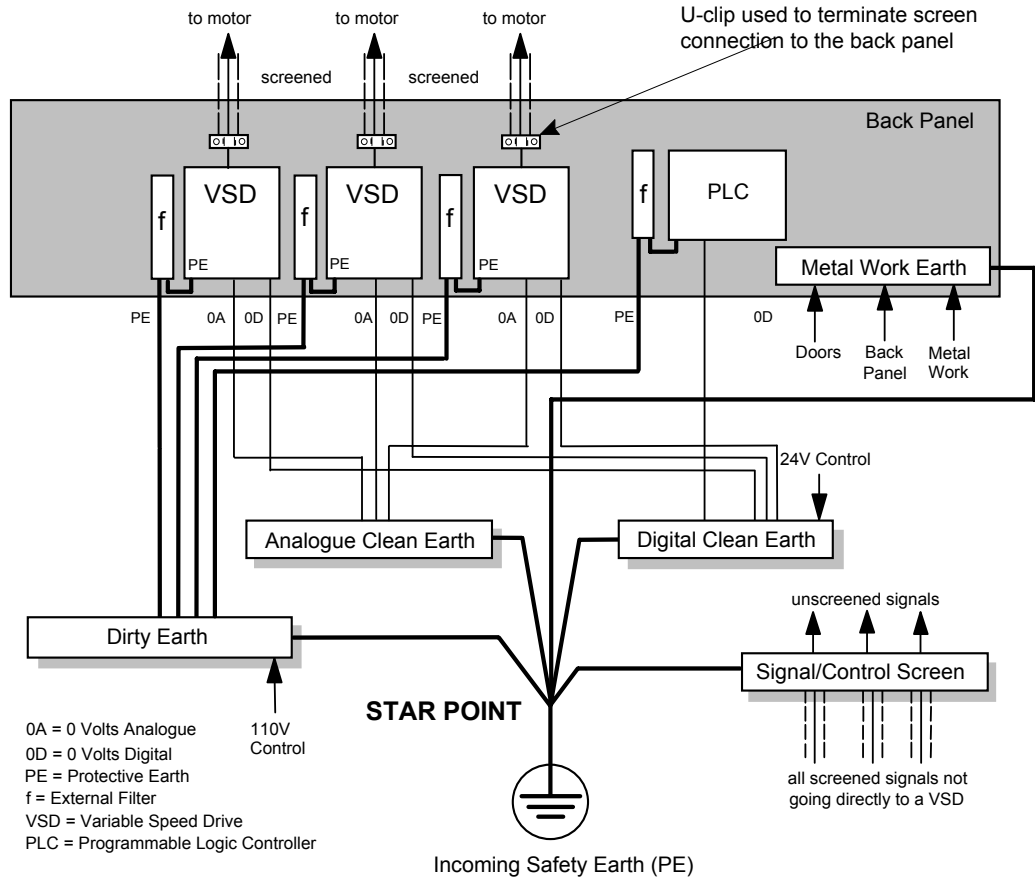 to motor
to motor
to motor
U-clip used to terminate screen
connection to the back panel
screened
screened
Back Panel
VSD
VSD
VSD
PLC
f
f
f
f
PE
PE
PE
Metal Work Earth
PE
0A
0D
PE
0A
0D
PE
0A
0D
PE
0D
Doors
Back
Panel
Metal
Work
24V Control
Analogue Clean Earth
Digital Clean Earth
unscreened signals
Dirty Earth
Signal/Control Screen
STAR POINT
110V
Control
0A = 0 Volts Analogue
0D = 0 Volts Digital
PE = Protective Earth
f = External Filter
VSD = Variable Speed Drive
PLC = Programmable Logic Controller
all screened signals not
going directly to a VSD
Incoming Safety Earth (PE)